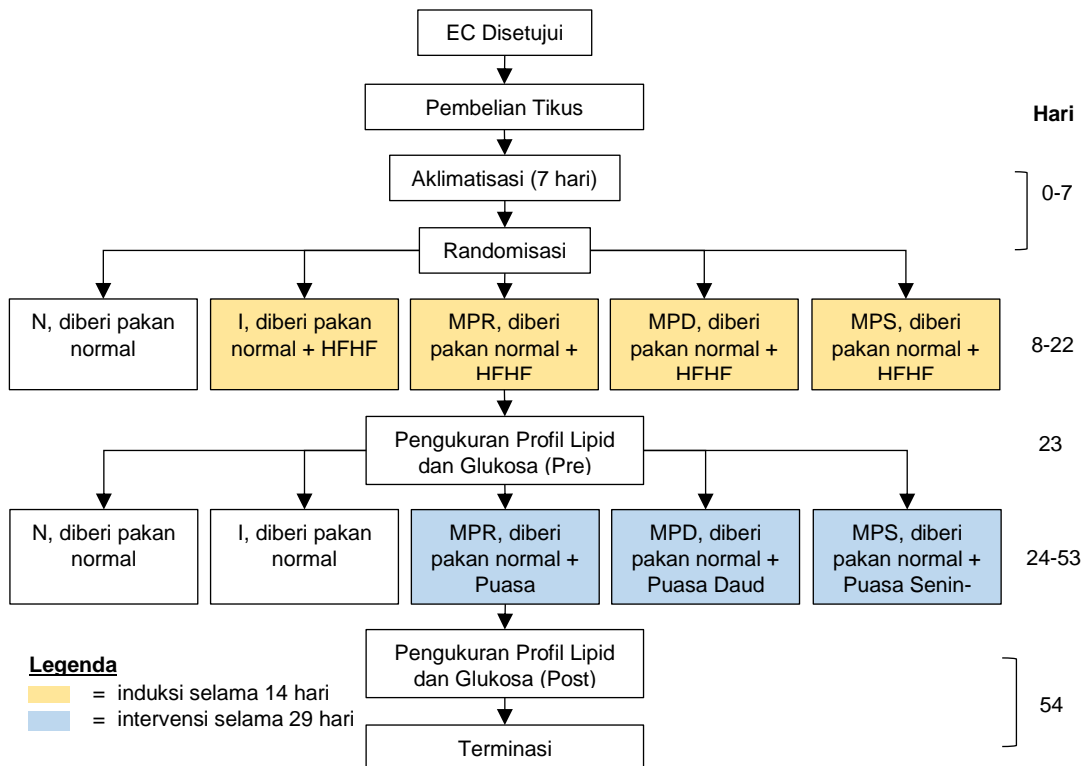 EC Disetujui
Pembelian Tikus
Hari
Aklimatisasi (7 hari)
0-7
Randomisasi
N, diberi pakan
normal
I, diberi pakan
normal + HFHF
MPR, diberi
pakan normal +
HFHF
MPD, diberi
pakan normal +
HFHF
MPS, diberi
pakan normal +
HFHF
8-22
Pengukuran Profil Lipid
dan Glukosa (Pre)
23
N, diberi pakan
normal
I, diberi pakan
normal
MPR, diberi
pakan normal +
Puasa
MPD, diberi
pakan normal +
Puasa Daud
MPS, diberi
pakan normal +
Puasa Senin-
24-53
Pengukuran Profil Lipid
dan Glukosa (Post)
Legenda
= induksi selama 14 hari
= intervensi selama 29 hari
54
Terminasi